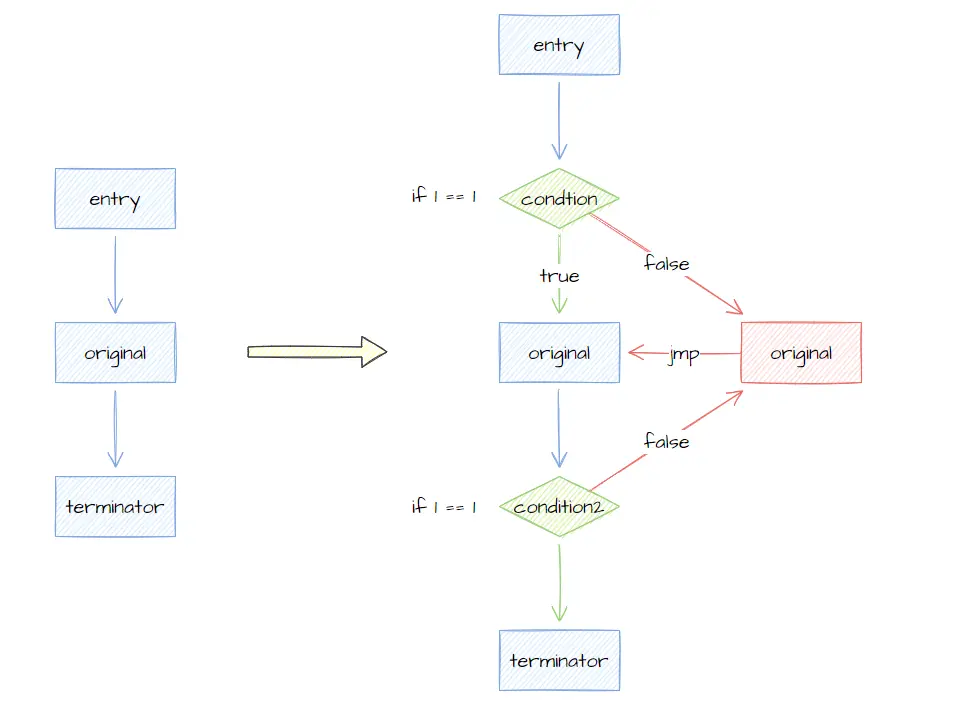 entry
original
terminator
entry
if 1 == 1
condtion
true
false
original
jmp
original
false
if 1 == 1
condition2
terminator